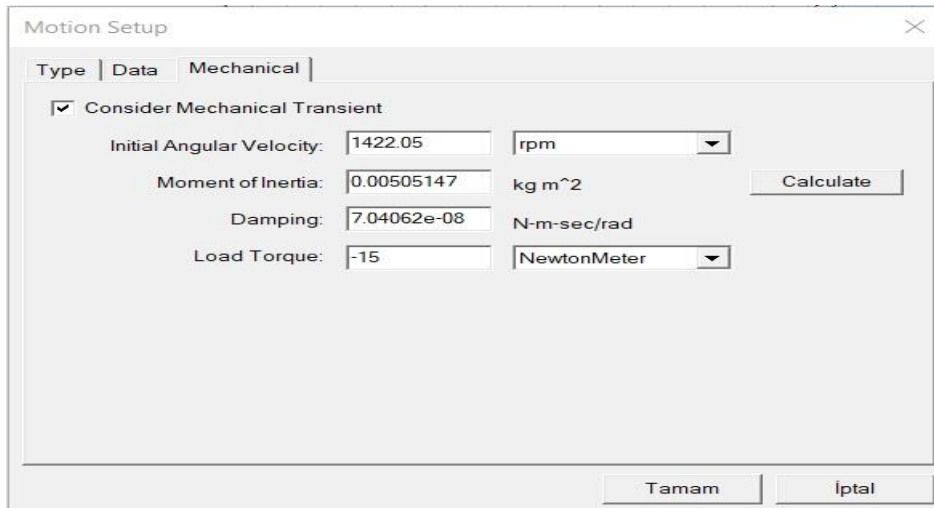 Motion Setup
Type Data Mechanical
Consider Mechanical Transient
Initial Angular Velocity: 1422.05 rpm
Moment of Inertia: 0.00505147 kg m^2 Calculate
Damping: 7.04062e-08 N-m-sec/rad
Load Torque: -15 NewtonMeter
Tamam İptal